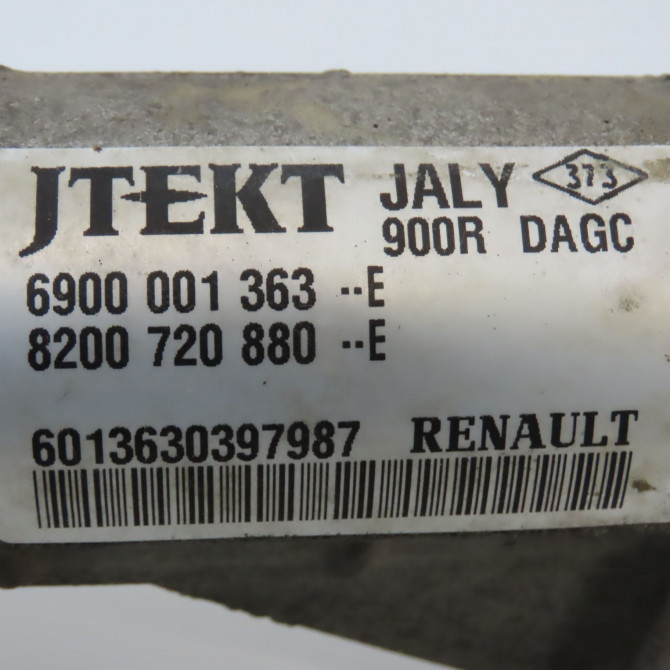 JTEKT JALY 373
900R DAGC
6900 001 363 --E
8200 720 880 --E
6013630397987 RENAULT